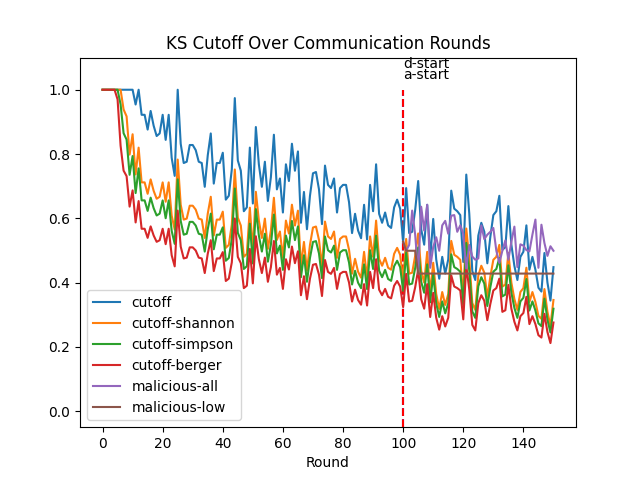 KS Cutoff Over Communication Rounds
d-start
a-start
1.0
0.8
0.6
0.4
0.2
0.0
cutoff
cutoff-shannon
cutoff-simpson
cutoff-berger
malicious-all
malicious-low
0 20 40 60 80 100 120 140
Round